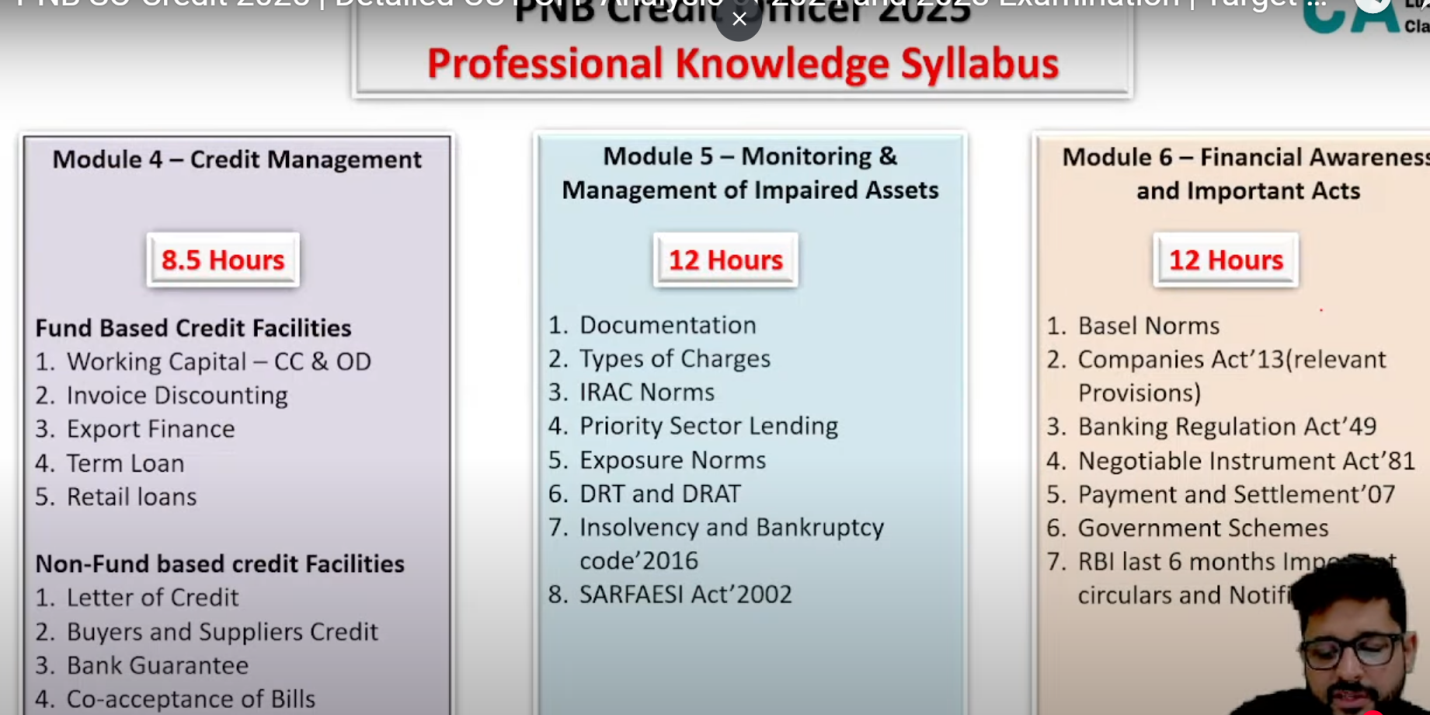 PNB Credit Officer 2025
Professional Knowledge Syllabus
CA
Module 4 – Credit Management
8.5 Hours
Fund Based Credit Facilities
1. Working Capital – CC & OD
2. Invoice Discounting
3. Export Finance
4. Term Loan
5. Retail loans
Non-Fund based credit Facilities
1. Letter of Credit
2. Buyers and Suppliers Credit
3. Bank Guarantee
4. Co-acceptance of Bills
Module 5 – Monitoring &
Management of Impaired Assets
12 Hours
1. Documentation
2. Types of Charges
3. IRAC Norms
4. Priority Sector Lending
5. Exposure Norms
6. DRT and DRAT
7. Insolvency and Bankruptcy
code'2016
8. SARFAESI Act'2002
Module 6 – Financial Awareness
and Important Acts
12 Hours
1. Basel Norms
2. Companies Act'13(relevant
Provisions)
3. Banking Regulation Act'49
4. Negotiable Instrument Act'81
5. Payment and Settlement'07
6. Government Schemes
7. RBI last 6 months
circulars and